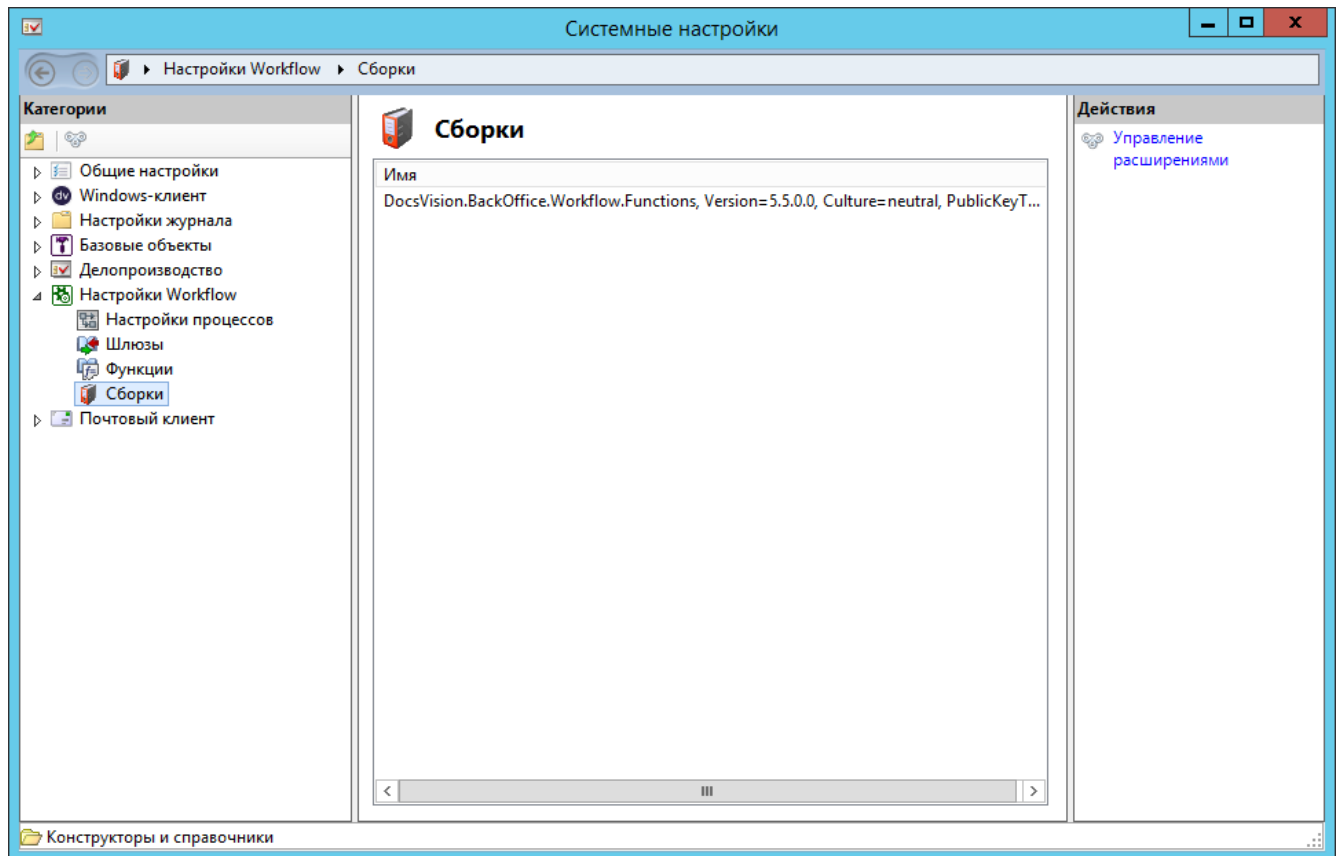 Системные настройки
Настройки Workflow
Сборки
Категории
Общие настройки
Windows-клиент
Настройки журнала
Базовые объекты
Делопроизводство
Настройки Workflow
Настройки процессов
Шлюзы
Функции
Сборки
Почтовый клиент
Сборки
Имя
DocsVision.BackOffice.Workflow.Functions, Version=5.5.0.0, Culture=neutral, PublicKeyT...
Действия
Управление
расширениями
Конструкторы и справочники